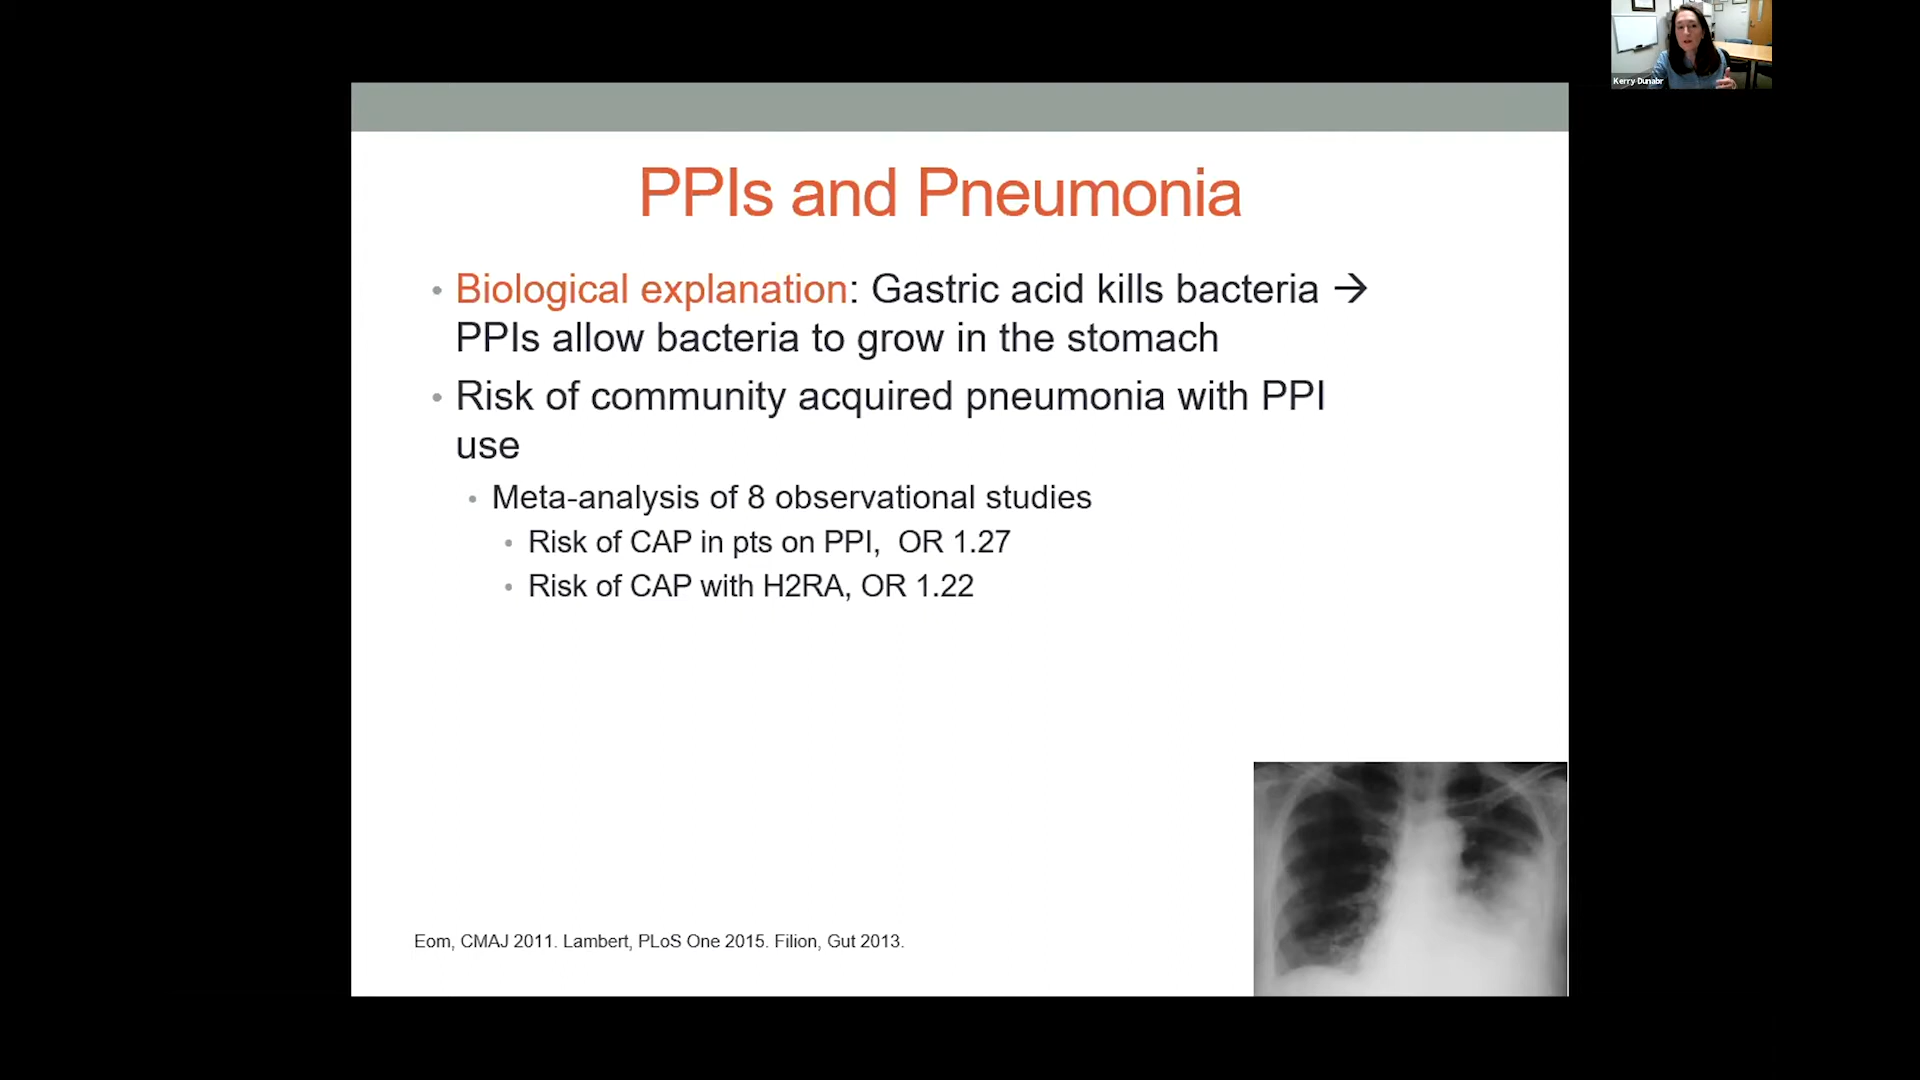 Kerry Dunabr
PPIs and Pneumonia
• Biological explanation: Gastric acid kills bacteria →
PPIs allow bacteria to grow in the stomach
• Risk of community acquired pneumonia with PPI
use
• Meta-analysis of 8 observational studies
• Risk of CAP in pts on PPI, OR 1.27
• Risk of CAP with H2RA, OR 1.22
Eom, CMAJ 2011. Lambert, PLoS One 2015. Filion, Gut 2013.